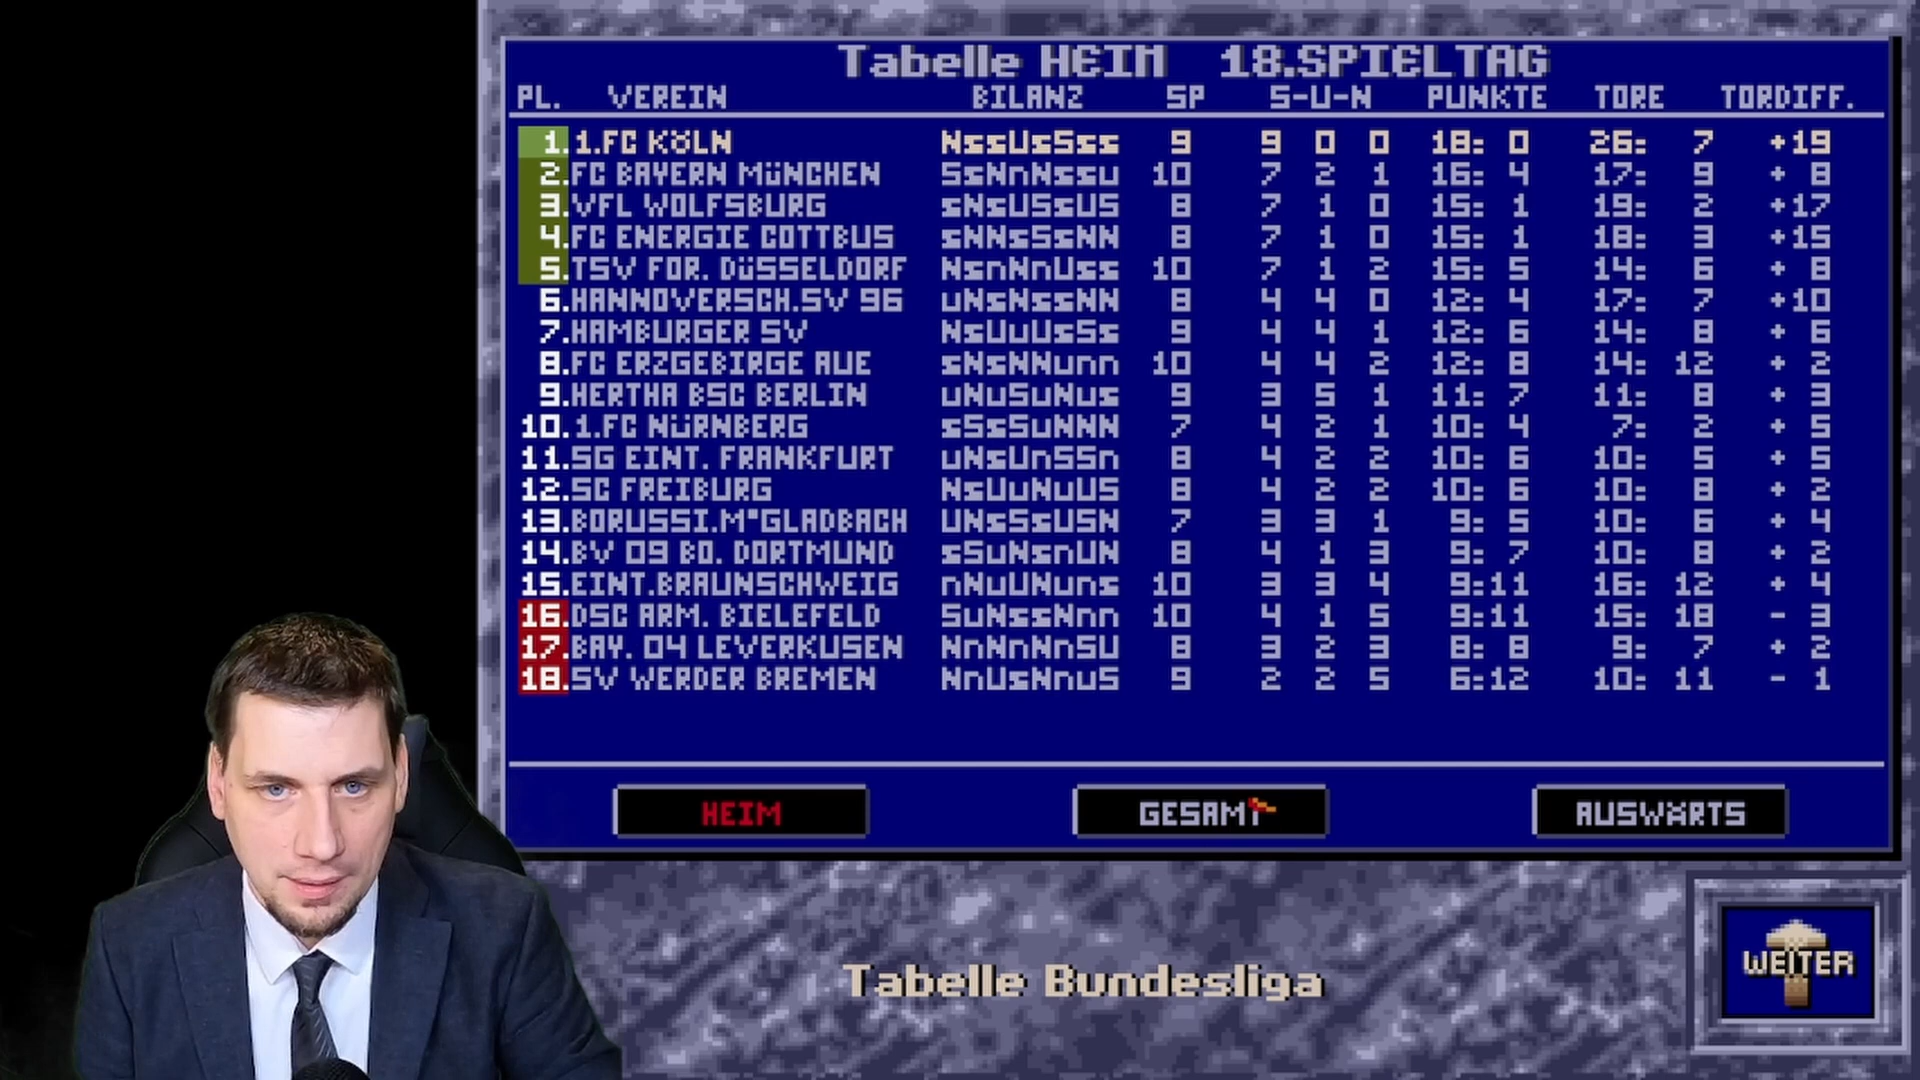 Tabelle HEIM 18.SPIELTAG
PL. VEREIN BILANZ SP S-U-N PUNKTE TORE TORDIFF.
1. 1.FC KÖLN NssUsSss 9 9 0 0 18: 0 26: 7 +19
2. FC BAYERN MüNCHEN SsNnNssu 10 7 2 1 16: 4 17: 9 + 8
3. VFL WOLFSBURG sNsUSsUS 8 7 1 0 15: 1 19: 2 +17
4. FC ENERGIE COTTBUS sNNsSsNN 8 7 1 0 15: 1 18: 3 +15
5. TSV FOR. DüSSELDORF NsnNnUss 10 7 1 2 15: 5 14: 6 + 8
6. HANNOVERSCH.SV 96 uNsNssNN 8 4 4 0 12: 4 17: 7 +10
7. HAMBURGER SV NsUuUsSs 9 4 4 1 12: 6 14: 8 + 6
8. FC ERZGEBIRGE AUE sNsNNunn 10 4 4 2 12: 8 14: 12 + 2
9. HERTHA BSC BERLIN uNuSuNus 9 3 5 1 11: 7 11: 8 + 3
10. 1.FC NüRNBERG sSsSuNNN 7 4 2 1 10: 4 7: 2 + 5
11. SG EINT. FRANKFURT uNsUnSSn 8 4 2 2 10: 6 10: 5 + 5
12. SC FREIBURG NsUuNuUS 8 4 2 2 10: 6 10: 8 + 2
13. BORUSSI.M"GLADBACH UNsSsUSN 7 3 3 1 9: 5 10: 6 + 4
14. BV 09 BO. DORTMUND sSuNsnUN 8 4 1 3 9: 7 10: 8 + 2
15. EINT.BRAUNSCHWEIG nNuUNuns 10 3 3 4 9:11 16: 12 + 4
16. DSC ARM. BIELEFELD SuNssNnn 10 4 1 5 9:11 15: 18 - 3
17. BAY. 04 LEVERKUSEN NnNnNnSU 8 3 2 3 8: 8 9: 7 + 2
18. SV WERDER BREMEN NnUsNnuS 9 2 2 5 6:12 10: 11 - 1
HEIM GESAMT AUSWÄRTS
WEITER
Tabelle Bundesliga